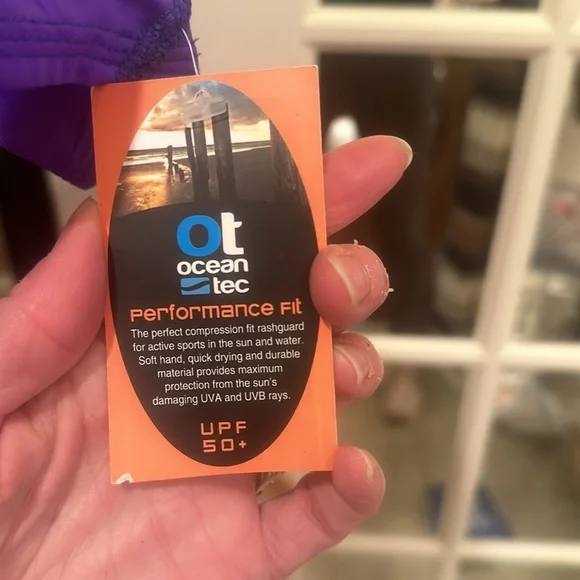 Ot
ocean
tec
Performance Fit
The perfect compression fit rashguard
for active sports in the sun and water.
Soft hand, quick drying and durable
material provides maximum
protection from the sun's
damaging UVA and UVB rays.
UPF
50+